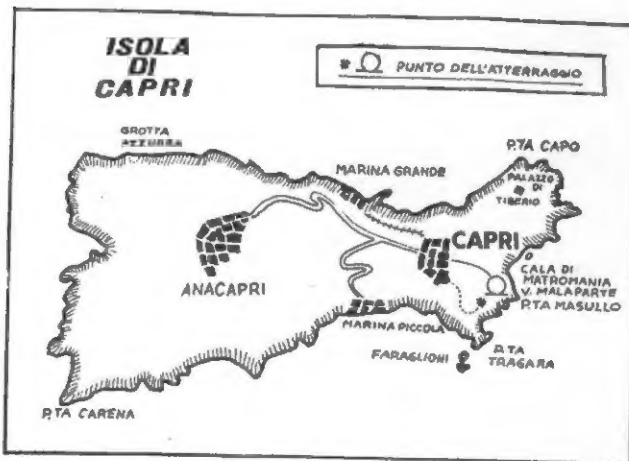 ISOLA
DI
CAPRI
* PUNTO DELL'ATTERRAGGIO
GROTTA
AZZURRA
MARINA GRANDE
P.TA CAPO
PALAZZO DI
TIBERIO
CAPRI
ANACAPRI
CALA DI
MATROMANIA
V. MALAPARTE
P.TA MASULLO
MARINA PICCOLA
*
FARAGLIONI
P.TA
TRAGARA
P.TA CARENA